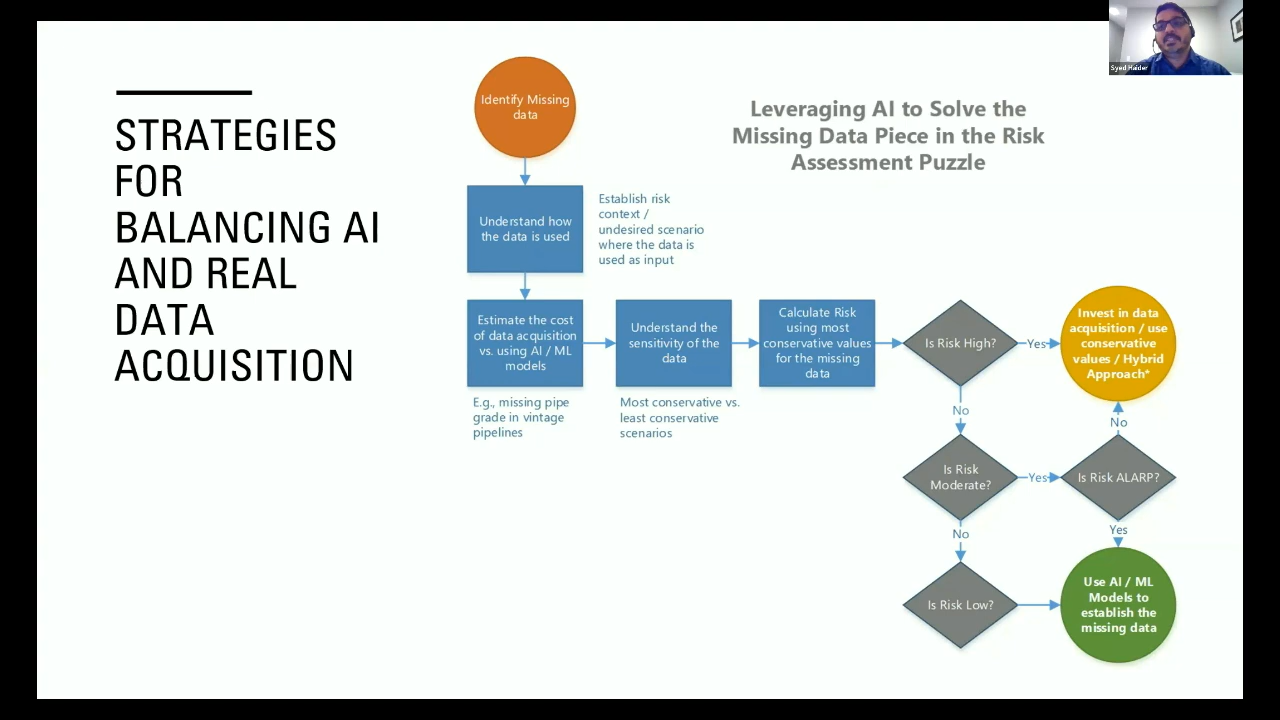 STRATEGIES
FOR
BALANCING AI
AND REAL
DATA
ACQUISITION
Leveraging AI to Solve the
Missing Data Piece in the Risk
Assessment Puzzle
Syed Haider
Identify Missing
data
Understand how
the data is used
Establish risk
context /
undesired scenario
where the data is
used as input
Estimate the cost
of data acquisition
vs. using AI / ML
models
E.g., missing pipe
grade in vintage
pipelines
Understand the
sensitivity of the
data
Most conservative vs.
least conservative
scenarios
Calculate Risk
using most
conservative values
for the missing
data
Is Risk High?
Yes
Invest in data
acquisition / use
conservative
values / Hybrid
Approach*
No
No
Is Risk
Moderate?
Yes
Is Risk ALARP?
No
Yes
Is Risk Low?
Use AI / ML
Models to
establish the
missing data